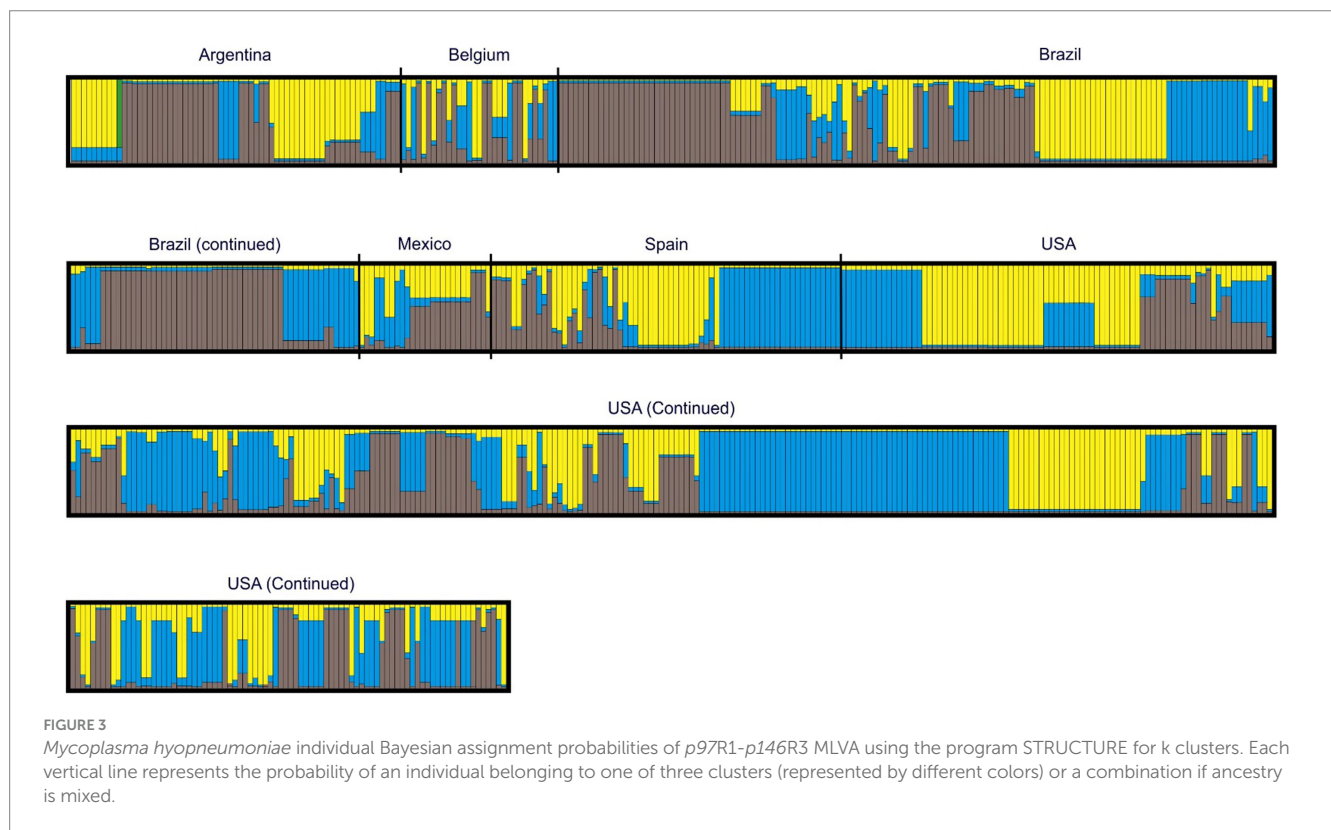 Argentina Belgium Brazil
Brazil (continued) Mexico Spain USA
USA (Continued)
USA (Continued)
FIGURE 3
Mycoplasma hyopneumoniae individual Bayesian assignment probabilities of p97R1-p146R3 MLVA using the program STRUCTURE for k clusters. Each
vertical line represents the probability of an individual belonging to one of three clusters (represented by different colors) or a combination if ancestry
is mixed.